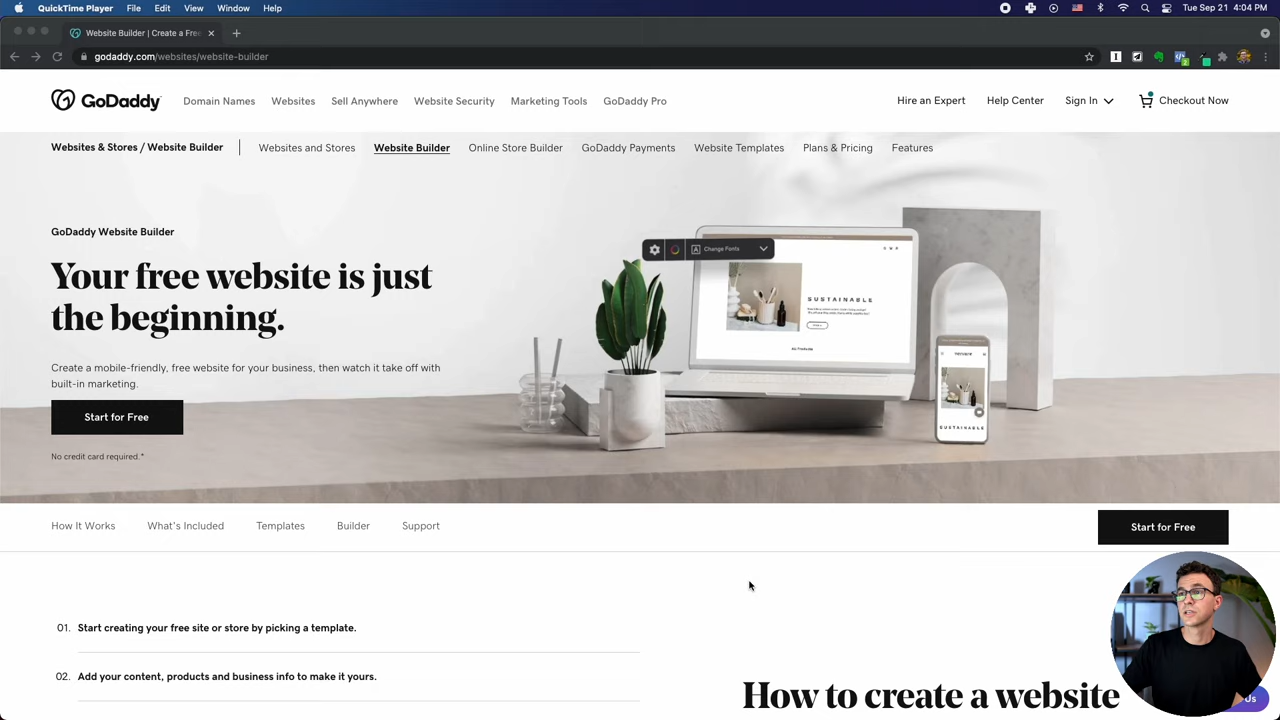 QuickTime Player File Edit View Window Help Tue Sep 21 4:04 PM
Website Builder | Create a Free
godaddy.com/websites/website-builder
GoDaddy Domain Names Websites Sell Anywhere Website Security Marketing Tools GoDaddy Pro Hire an Expert Help Center Sign In Checkout Now
Websites & Stores / Website Builder Websites and Stores Website Builder Online Store Builder GoDaddy Payments Website Templates Plans & Pricing Features
GoDaddy Website Builder
Change Fonts
Your free website is just
the beginning.
SUSTAINABLE
Create a mobile-friendly, free website for your business, then watch it take off with
built-in marketing.
Start for Free
SUSTAINABLE
No credit card required.*
How It Works What's Included Templates Builder Support Start for Free
01. Start creating your free site or store by picking a template.
02. Add your content, products and business info to make it yours.
How to create a website
Us